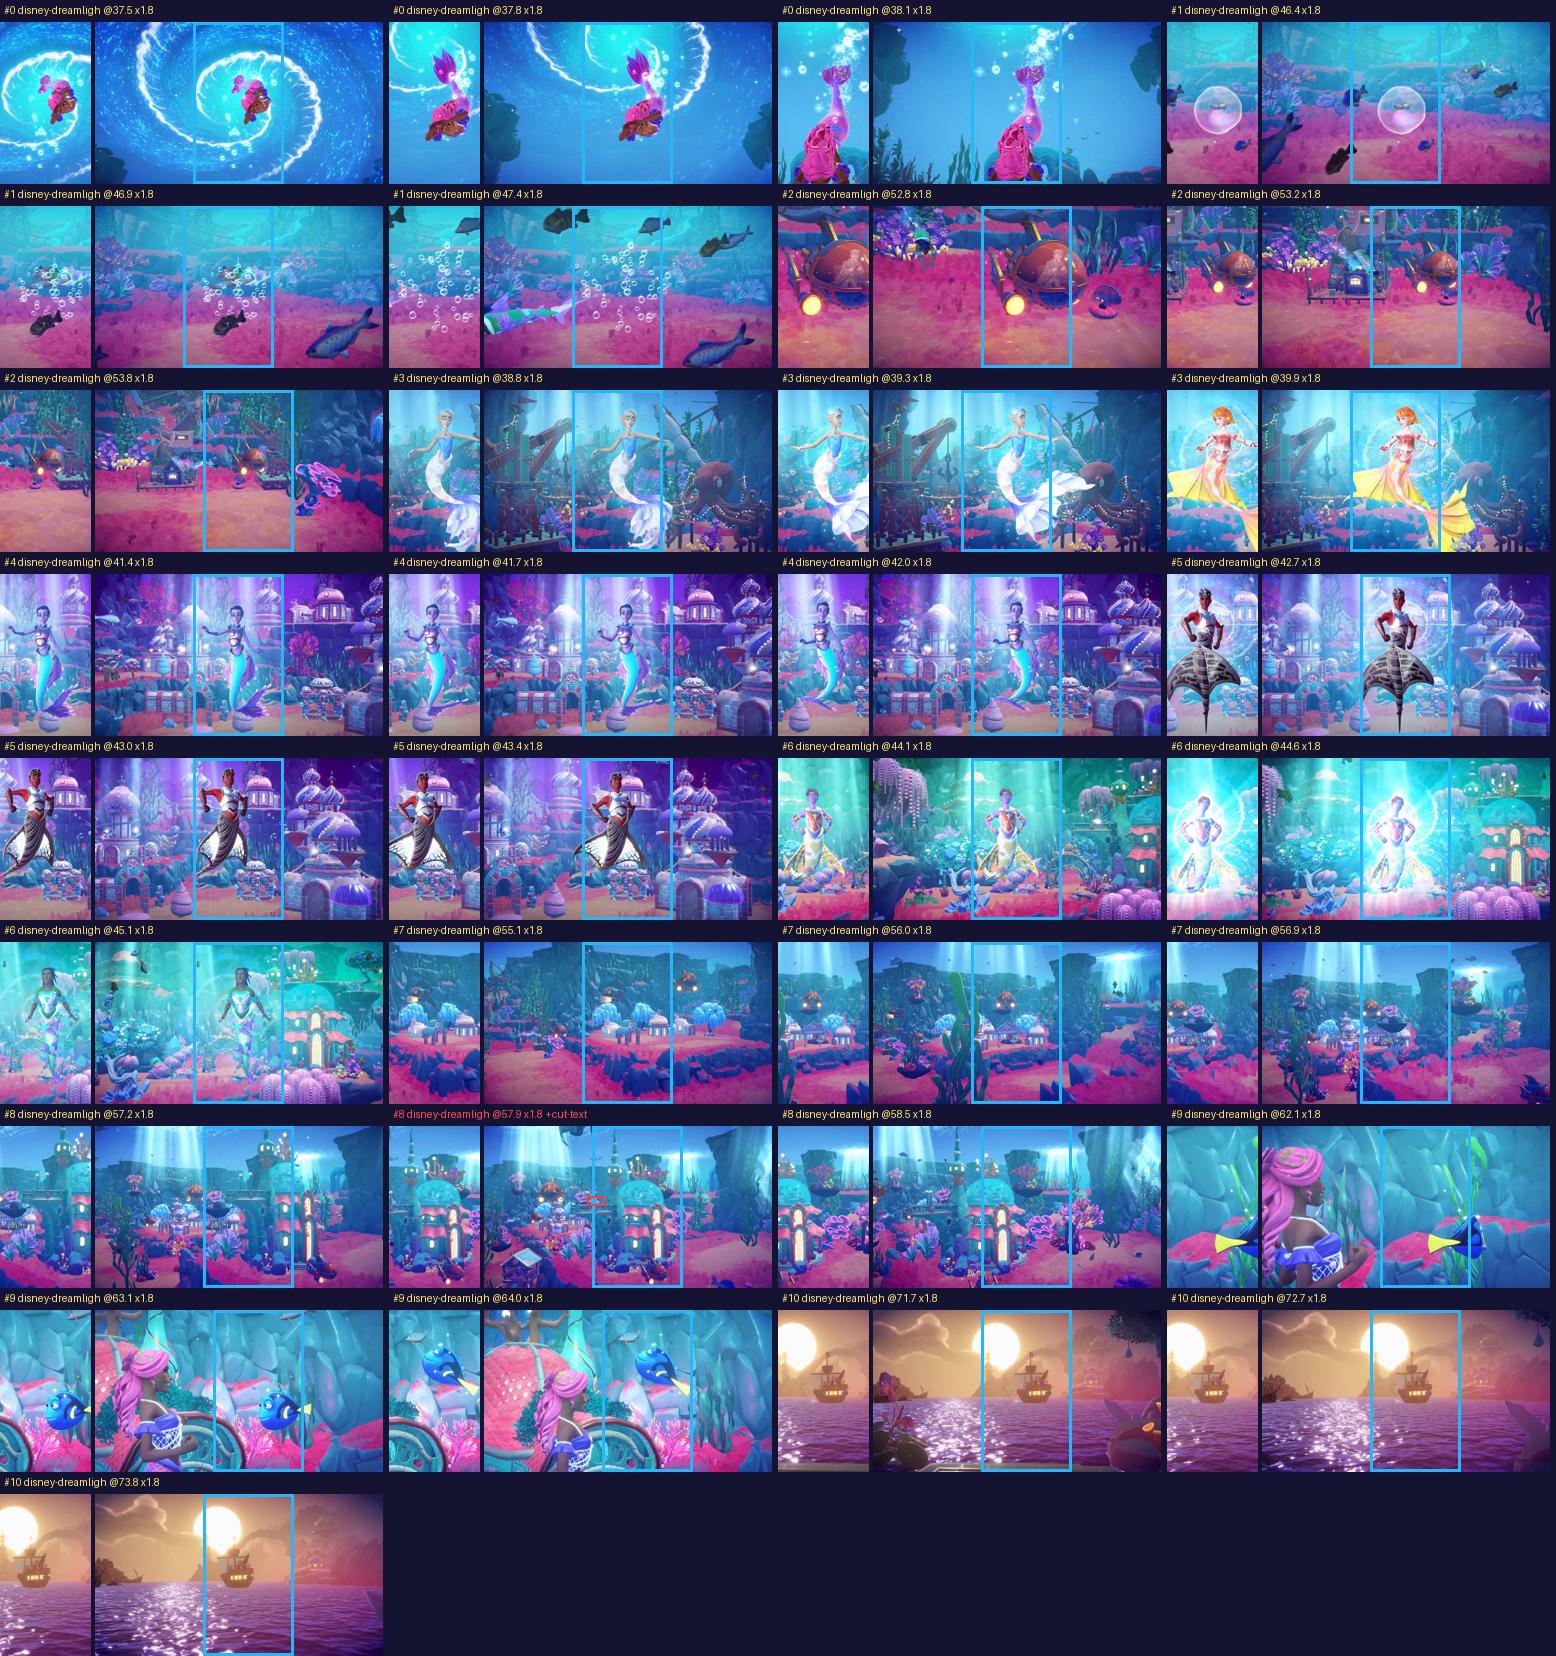 #0 disney-dreamligh @37.5 x1.8
#0 disney-dreamligh @37.8 x1.8
#0 disney-dreamligh @38.1 x1.8
#1 disney-dreamligh @46.4 x1.8
#1 disney-dreamligh @46.9 x1.8
#1 disney-dreamligh @47.4 x1.8
#2 disney-dreamligh @52.8 x1.8
#2 disney-dreamligh @53.2 x1.8
#2 disney-dreamligh @53.8 x1.8
#3 disney-dreamligh @38.8 x1.8
#3 disney-dreamligh @39.3 x1.8
#3 disney-dreamligh @39.9 x1.8
#4 disney-dreamligh @41.4 x1.8
#4 disney-dreamligh @41.7 x1.8
#4 disney-dreamligh @42.0 x1.8
#5 disney-dreamligh @42.7 x1.8
#5 disney-dreamligh @43.0 x1.8
#5 disney-dreamligh @43.4 x1.8
#6 disney-dreamligh @44.1 x1.8
#6 disney-dreamligh @44.6 x1.8
#6 disney-dreamligh @45.1 x1.8
#7 disney-dreamligh @55.1 x1.8
#7 disney-dreamligh @56.0 x1.8
#7 disney-dreamligh @56.9 x1.8
#8 disney-dreamligh @57.2 x1.8
#8 disney-dreamligh @57.9 x1.8 +cut-text
#8 disney-dreamligh @58.5 x1.8
#9 disney-dreamligh @62.1 x1.8
#9 disney-dreamligh @63.1 x1.8
#9 disney-dreamligh @64.0 x1.8
#10 disney-dreamligh @71.7 x1.8
#10 disney-dreamligh @72.7 x1.8
#10 disney-dreamligh @73.8 x1.8